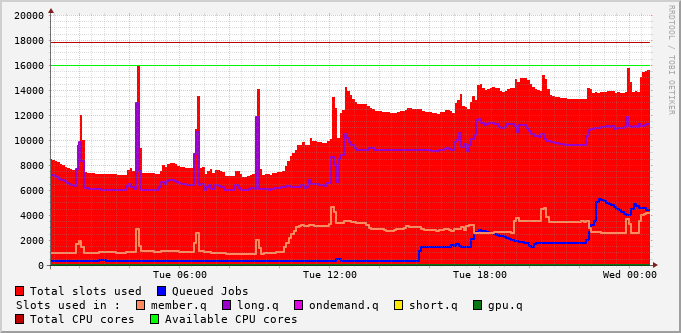 20000
18000
16000
14000
12000
10000
8000
6000
4000
2000
0
Tue 06:00 Tue 12:00 Tue 18:00 Wed 00:00
RRDTOOL / TOBI OETIKER
Total slots used Queued Jobs
Slots used in : member.q long.q ondemand.q short.q gpu.q
Total CPU cores Available CPU cores